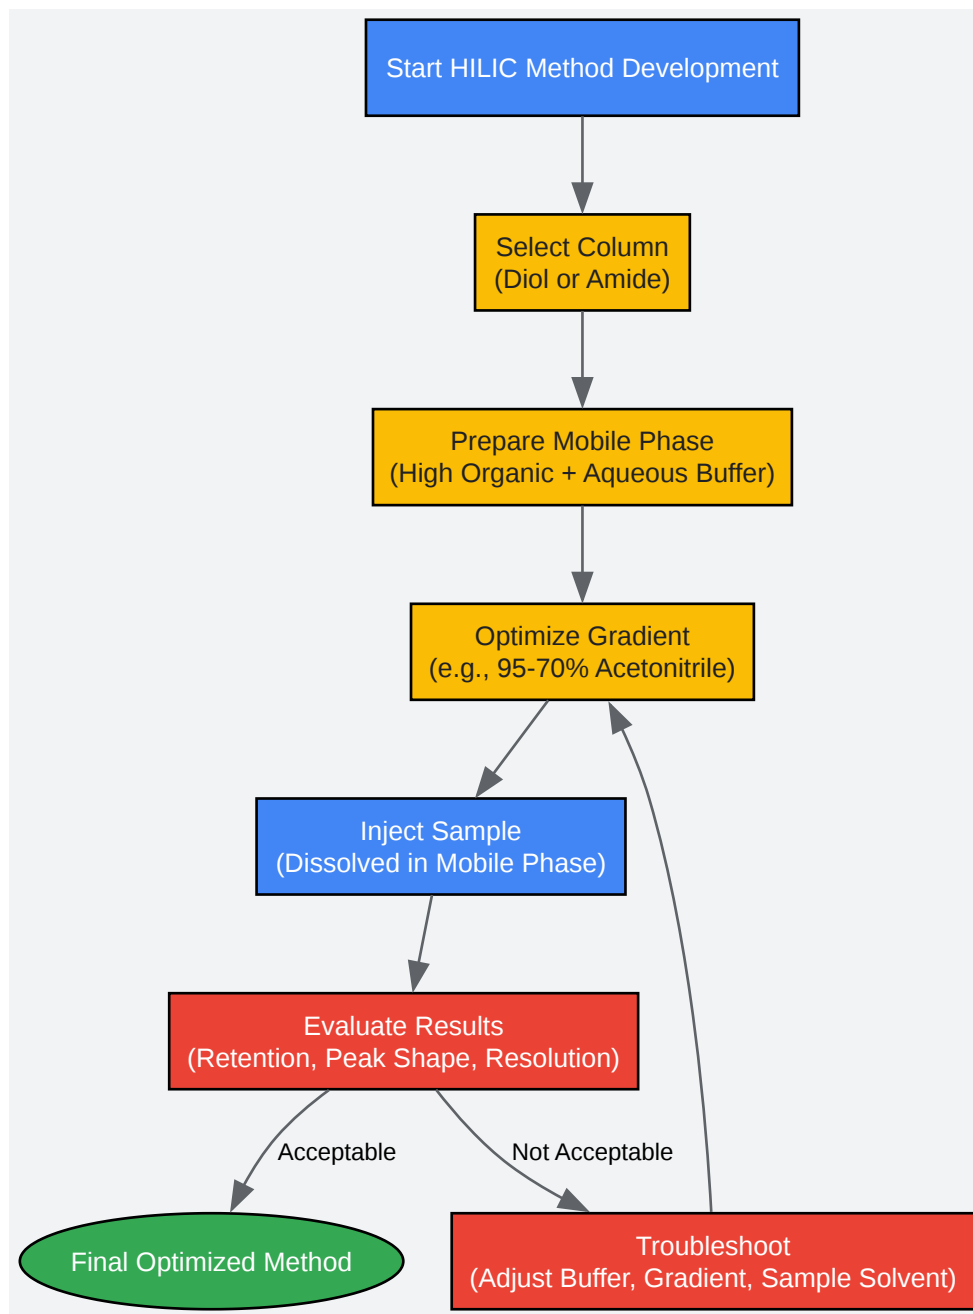 Start HILIC Method Development
Select Column
(Diol or Amide)
Prepare Mobile Phase
(High Organic + Aqueous Buffer)
Optimize Gradient
(e.g., 95-70% Acetonitrile)
Inject Sample
(Dissolved in Mobile Phase)
Evaluate Results
(Retention, Peak Shape, Resolution)
Acceptable
Not Acceptable
Final Optimized Method
Troubleshoot
(Adjust Buffer, Gradient, Sample Solvent)